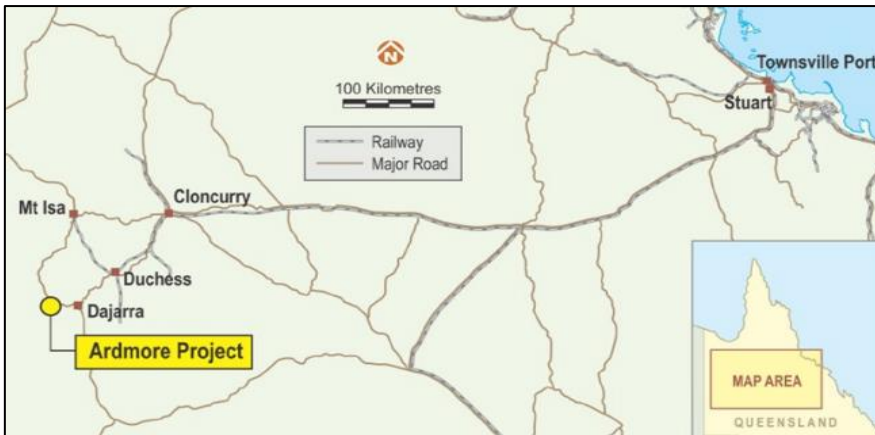 Townsville Port
N
100 Kilometres
Stuart
Railway
Major Road
Cloncurry
Mt Isa
Duchess
Dajarra
Ardmore Project
MAP AREA
QUEENSLAND